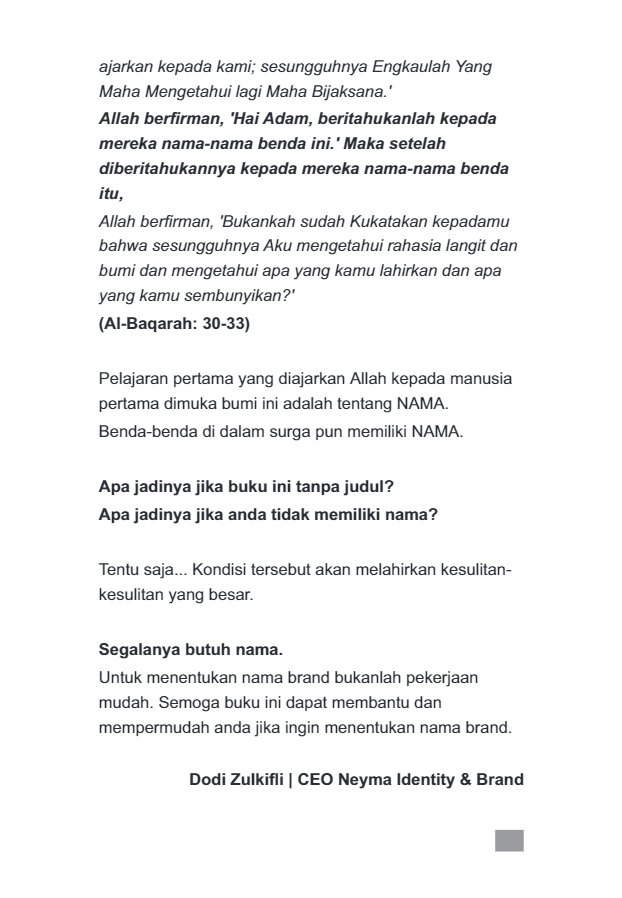 ajarkan kepada kami; sesungguhnya Engkaulah Yang
Maha Mengetahui lagi Maha Bijaksana.'
Allah berfirman, 'Hai Adam, beritahukanlah kepada
mereka nama-nama benda ini.' Maka setelah
diberitahukannya kepada mereka nama-nama benda
itu,
Allah berfirman, 'Bukankah sudah Kukatakan kepadamu
bahwa sesungguhnya Aku mengetahui rahasia langit dan
bumi dan mengetahui apa yang kamu lahirkan dan apa
yang kamu sembunyikan?'
(Al-Baqarah: 30-33)
Pelajaran pertama yang diajarkan Allah kepada manusia
pertama dimuka bumi ini adalah tentang NAMA.
Benda-benda di dalam surga pun memiliki NAMA.
Apa jadinya jika buku ini tanpa judul?
Apa jadinya jika anda tidak memiliki nama?
Tentu saja... Kondisi tersebut akan melahirkan kesulitan-
kesulitan yang besar.
Segalanya butuh nama.
Untuk menentukan nama brand bukanlah pekerjaan
mudah. Semoga buku ini dapat membantu dan
mempermudah anda jika ingin menentukan nama brand.
Dodi Zulkifli | CEO Neyma Identity & Brand